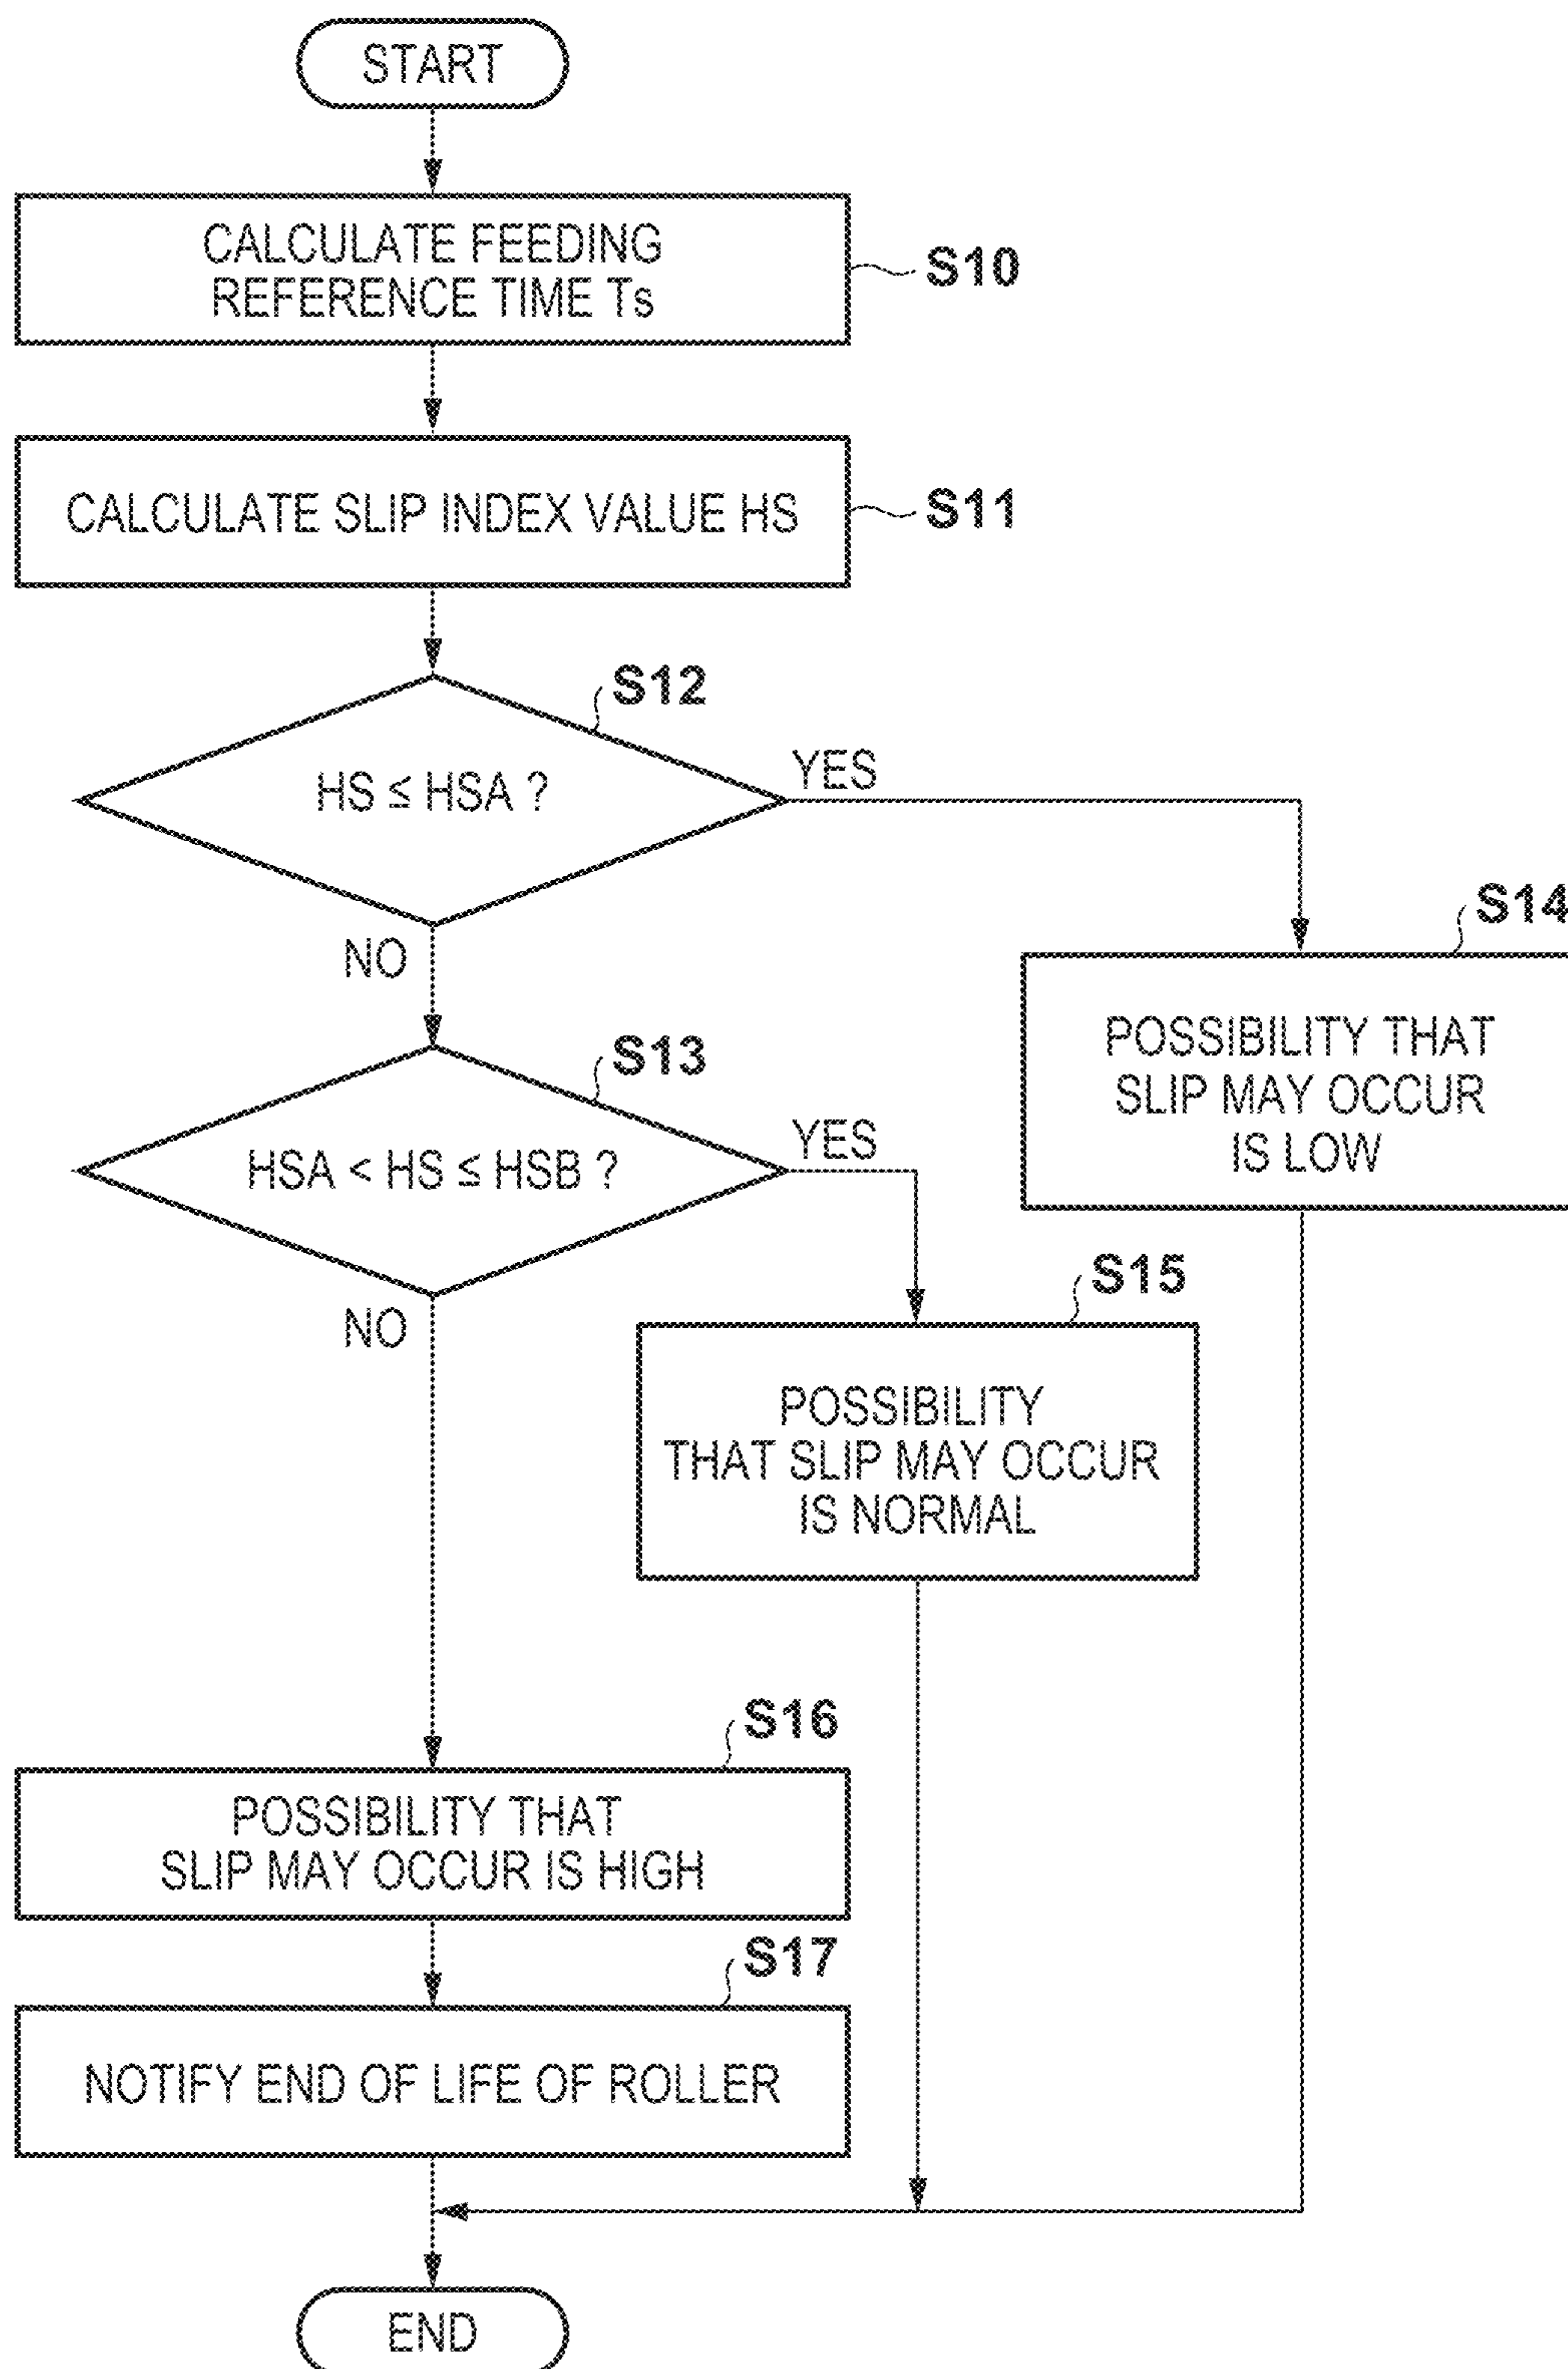 START
CALCULATE FEEDING
REFERENCE TIME Ts
S10
CALCULATE SLIP INDEX VALUE HS
S11
S12
HS ≤ HSA ?
YES
NO
S14
POSSIBILITY THAT
SLIP MAY OCCUR
IS LOW
S13
HSA < HS ≤ HSB ?
YES
NO
S15
POSSIBILITY
THAT SLIP MAY OCCUR
IS NORMAL
S16
POSSIBILITY THAT
SLIP MAY OCCUR IS HIGH
S17
NOTIFY END OF LIFE OF ROLLER
END